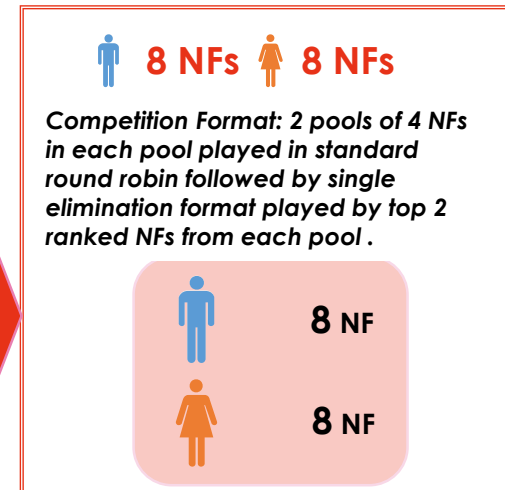 8 NFs 8 NFs
Competition Format: 2 pools of 4 NFs
in each pool played in standard
round robin followed by single
elimination format played by top 2
ranked NFs from each pool .
8 NF
8 NF